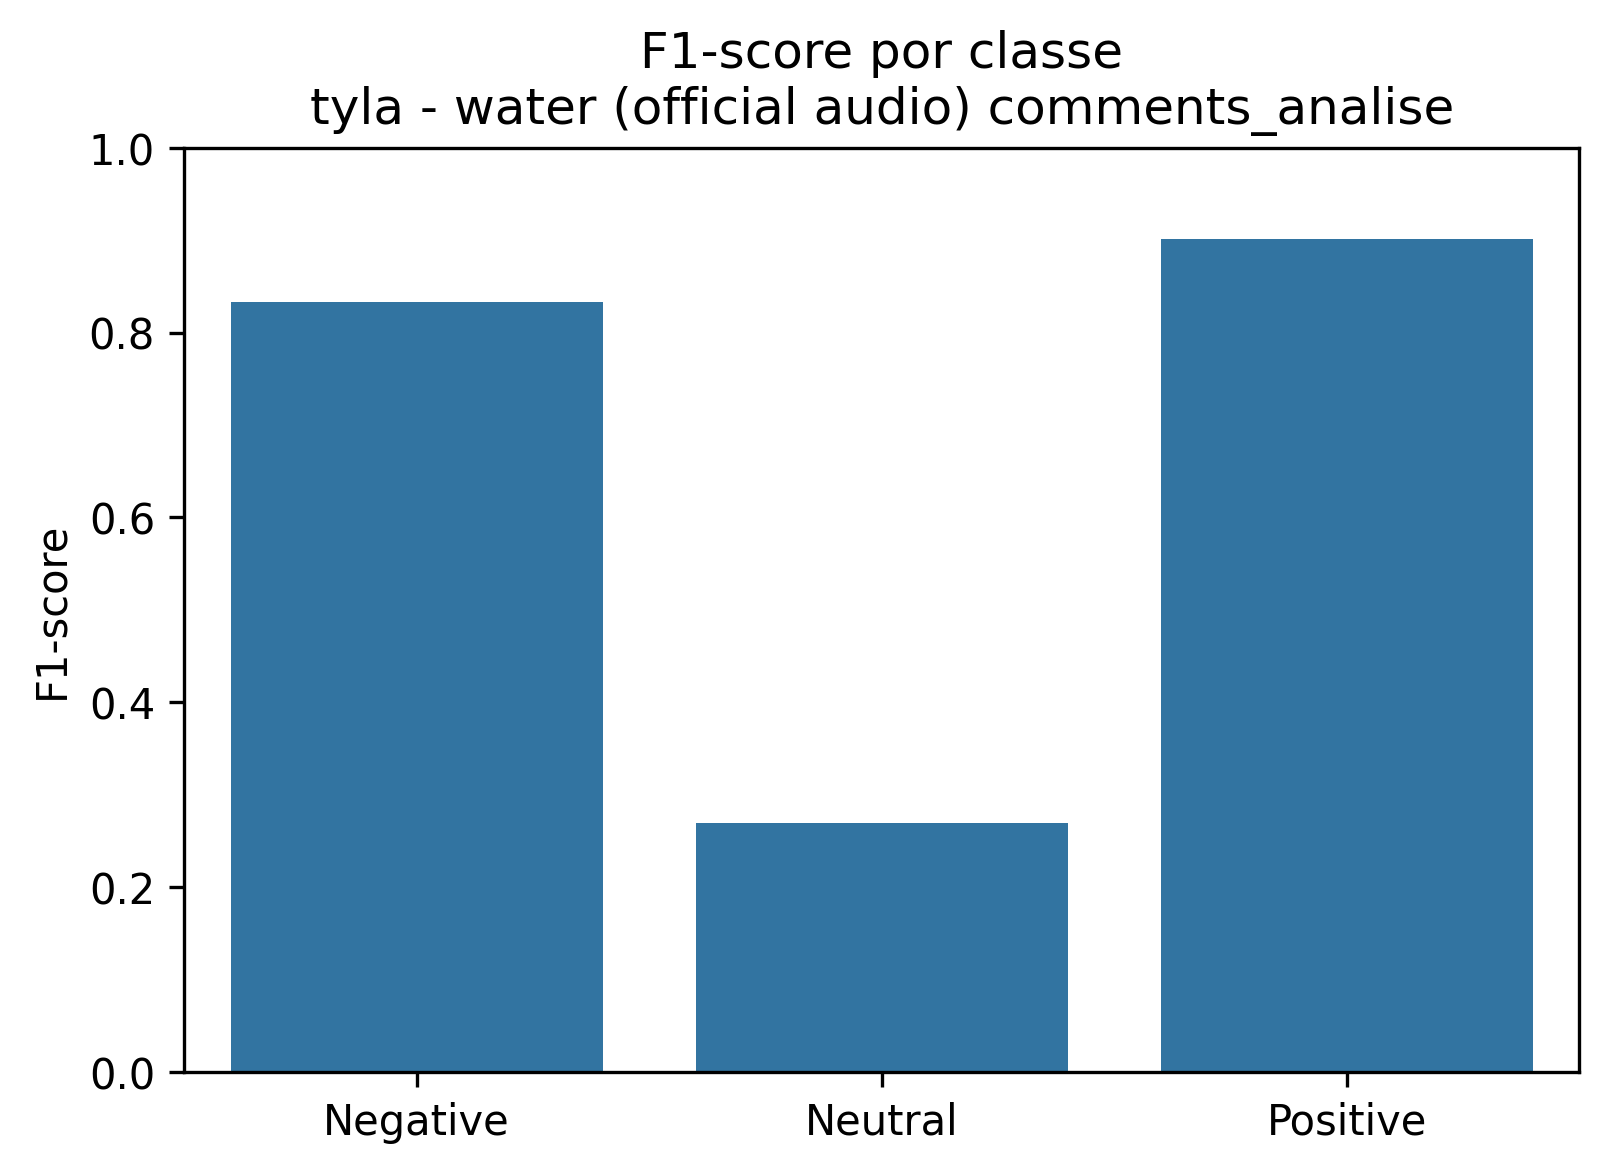 F1-score por classe
tyla - water (official audio) comments_analise
1.0
0.8
0.6
0.4
0.2
0.0
F1-score
Negative
Neutral
Positive